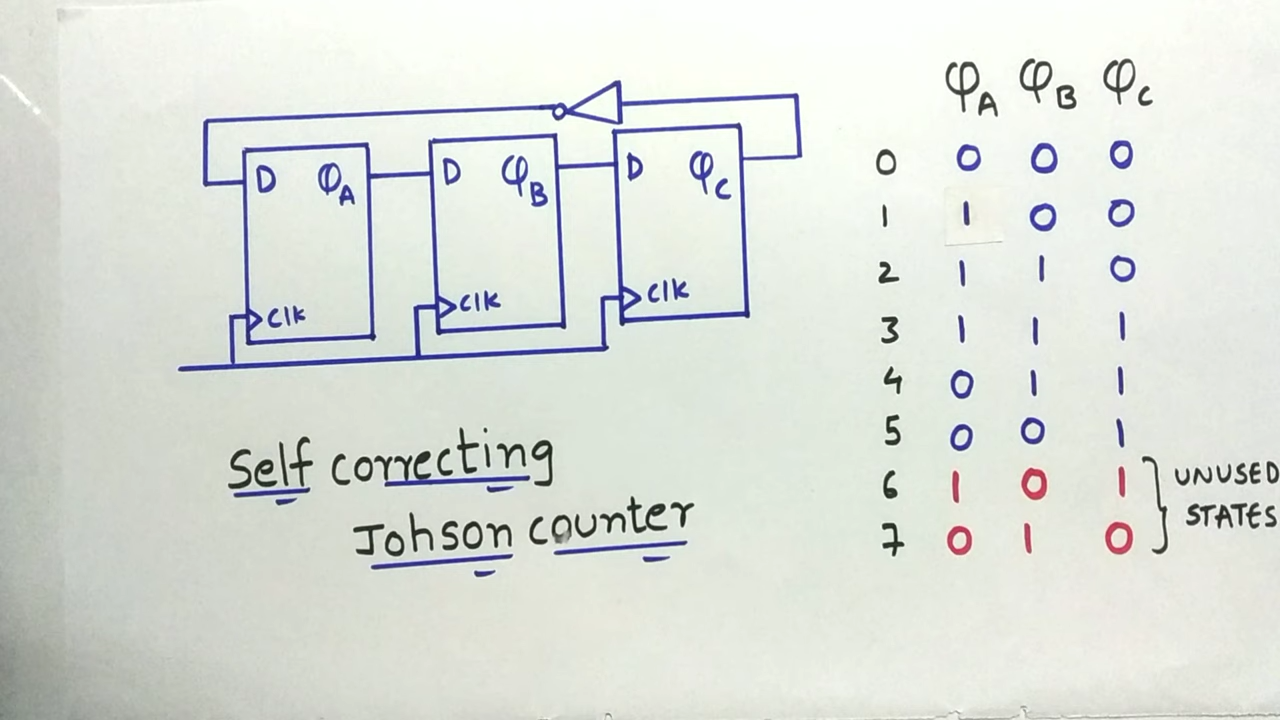 D φA D φB D φC
Clk Clk Clk
Self correcting
Johson counter
φA φB φC
0 0 0 0
1 1 0 0
2 1 1 0
3 1 1 1
4 0 1 1
5 0 0 1
6 1 0 1
7 0 1 0
UNUSED
STATES